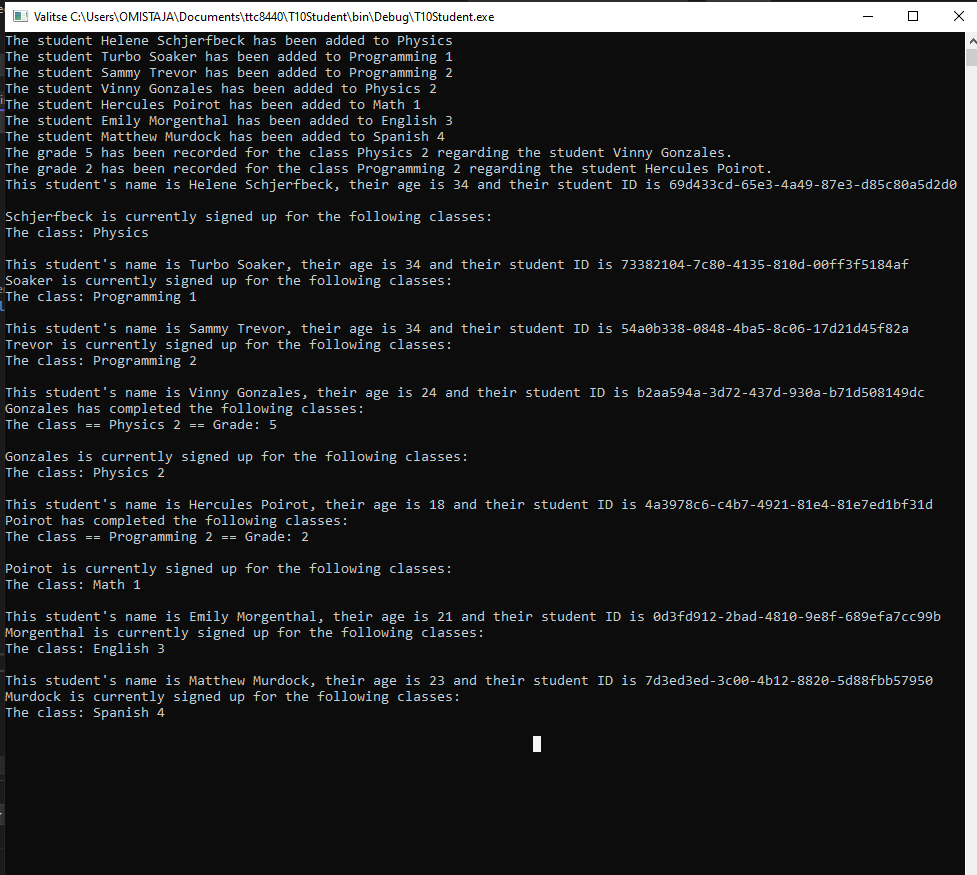 Valitse C:\Users\OMISTAJA\Documents\ttc8440\T10Student\bin\Debug\T10Student.exe
The student Helene Schjerfbeck has been added to Physics
The student Turbo Soaker has been added to Programming 1
The student Sammy Trevor has been added to Programming 2
The student Vinny Gonzales has been added to Physics 2
The student Hercules Poirot has been added to Math 1
The student Emily Morgenthal has been added to English 3
The student Matthew Murdock has been added to Spanish 4
The grade 5 has been recorded for the class Physics 2 regarding the student Vinny Gonzales.
The grade 2 has been recorded for the class Programming 2 regarding the student Hercules Poirot.
This student's name is Helene Schjerfbeck, their age is 34 and their student ID is 69d433cd-65e3-4a49-87e3-d85c80a5d2d0
Schjerfbeck is currently signed up for the following classes:
The class: Physics
This student's name is Turbo Soaker, their age is 34 and their student ID is 73382104-7c80-4135-810d-00ff3f5184af
Soaker is currently signed up for the following classes:
The class: Programming 1
This student's name is Sammy Trevor, their age is 34 and their student ID is 54a0b338-0848-4ba5-8c06-17d21d45f82a
Trevor is currently signed up for the following classes:
The class: Programming 2
This student's name is Vinny Gonzales, their age is 24 and their student ID is b2aa594a-3d72-437d-930a-b71d508149dc
Gonzales has completed the following classes:
The class == Physics 2 == Grade: 5
Gonzales is currently signed up for the following classes:
The class: Physics 2
This student's name is Hercules Poirot, their age is 18 and their student ID is 4a3978c6-c4b7-4921-81e4-81e7ed1bf31d
Poirot has completed the following classes:
The class == Programming 2 == Grade: 2
Poirot is currently signed up for the following classes:
The class: Math 1
This student's name is Emily Morgenthal, their age is 21 and their student ID is 0d3fd912-2bad-4810-9e8f-689efa7cc99b
Morgenthal is currently signed up for the following classes:
The class: English 3
This student's name is Matthew Murdock, their age is 23 and their student ID is 7d3ed3ed-3c00-4b12-8820-5d88fbb57950
Murdock is currently signed up for the following classes:
The class: Spanish 4